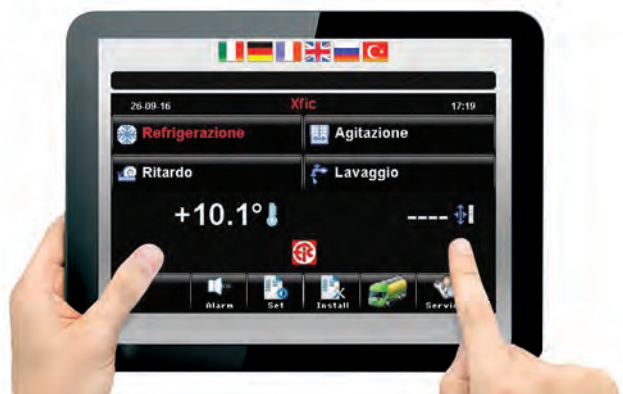 26-09-16 Xfic 17:19
Refrigerazione Agitazione
Ritardo Lavaggio
+10.1° ----
Alarm Set Install